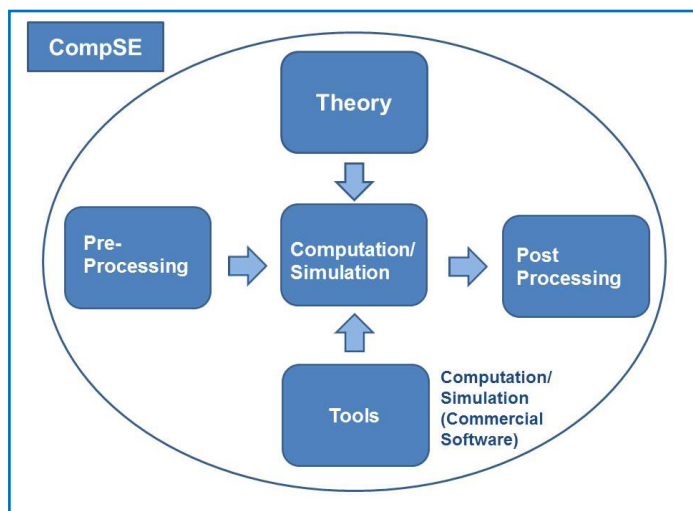 CompSE
Theory
Pre-
Processing
Computation/
Simulation
Post
Processing
Tools
Computation/
Simulation
(Commercial
Software)